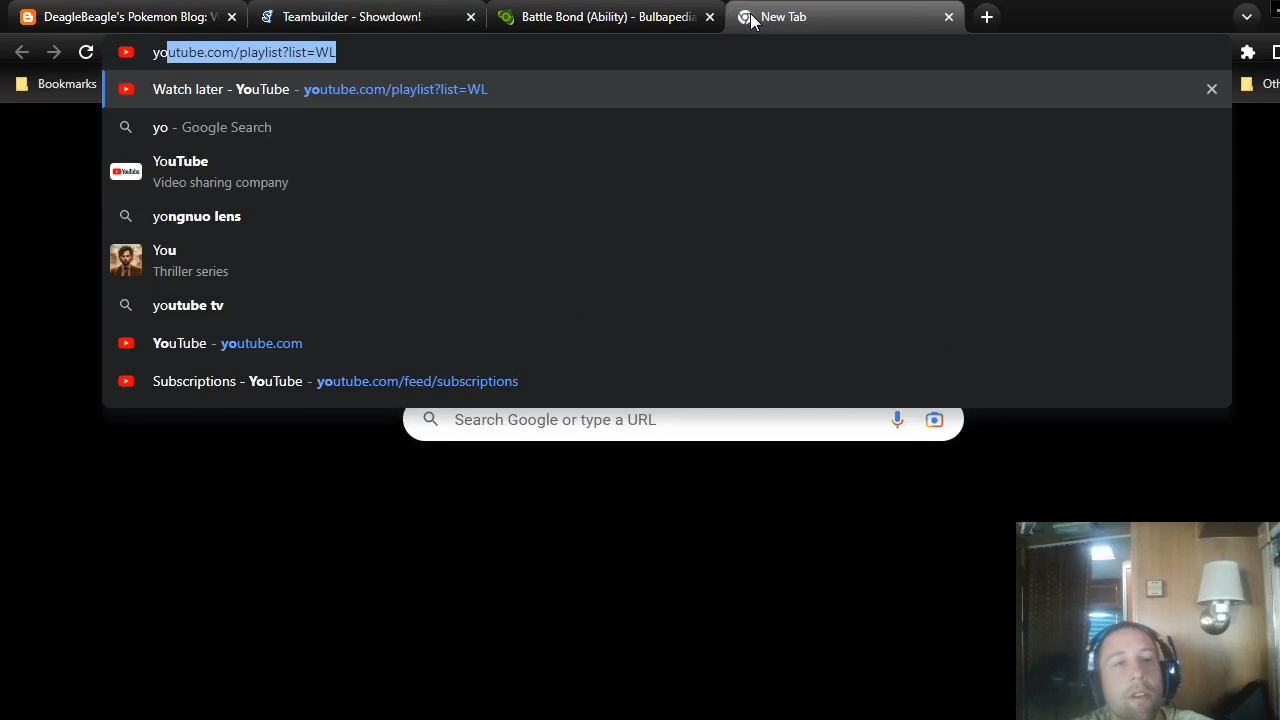 DeagleBeagle's Pokemon Blog: V
Teambuilder - Showdown!
Battle Bond (Ability) - Bulbapedia
New Tab
youtube.com/playlist?list=WL
Bookmarks
Watch later - YouTube - youtube.com/playlist?list=WL
yo - Google Search
YouTube
YouTube
Video sharing company
yongnuo lens
You
Thriller series
youtube tv
YouTube - youtube.com
Subscriptions - YouTube - youtube.com/feed/subscriptions
Search Google or type a URL